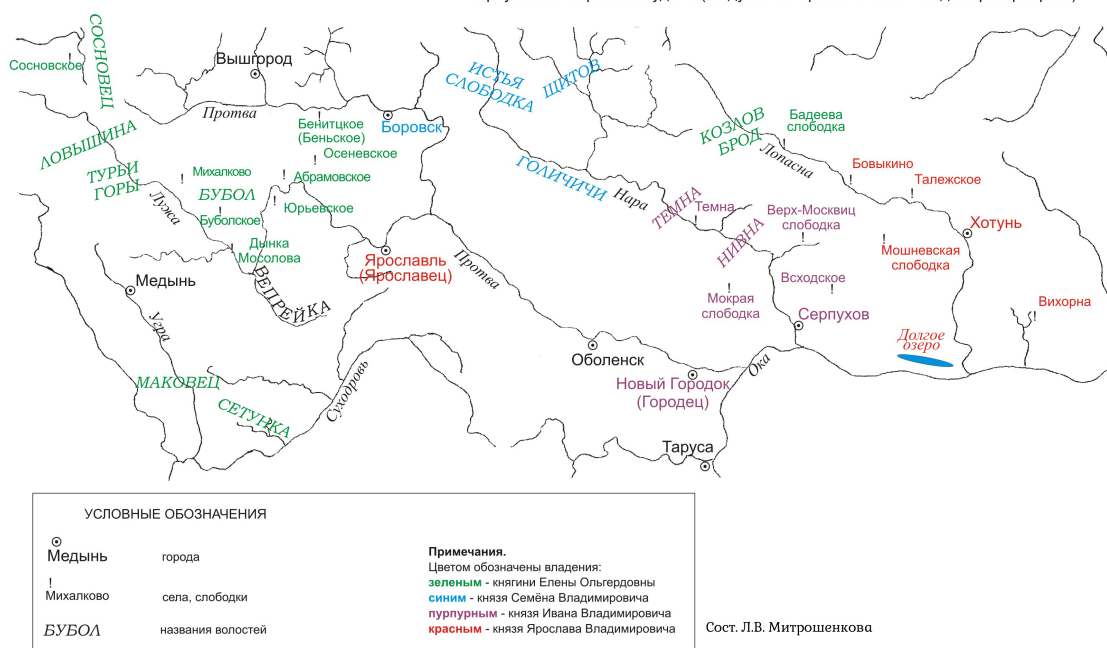 СОСНОВЕЦ
Сосновское
Вышгород
ИСТЬЯ
СЛОБОДКА
ЩИТОВ
Протва
Боровск
Бенитцкое
(Беньское)
Осеневское
КОЗЛОВ
БРОД
Бадеева
слободка
ЛОВЫШИНА
ТУРЬИ
ГОРЫ
Михалково
БУБОЛ
Абрамовское
ГОЛИЧИЧИ
Лопасна
Бовыкино
Талежское
Лужа
Буболское
Юрьевское
Нара
ТЕМНА
Темна
Верх-Москвиц
слободка
Хотунь
НИВНА
Дынка
Мосолова
Ярославль
(Ярославец)
Протва
Мошневская
слободка
Медынь
ВЕПРЕЙКА
Всходское
Мокрая
слободка
Вихорна
Угра
Серпухов
Долгое
озеро
Оболенск
Ока
МАКОВЕЦ
СЕТУНКА
Суходровь
Новый Городок
(Городец)
Таруса
УСЛОВНЫЕ ОБОЗНАЧЕНИЯ
Медынь города
Михалково села, слободки
БУБОЛ названия волостей
Примечания.
Цветом обозначены владения:
зеленым - княгини Елены Ольгердовны
синим - князя Семёна Владимировича
пурпурным - князя Ивана Владимировича
красным - князя Ярослава Владимировича
Сост. Л.В. Митрошенкова